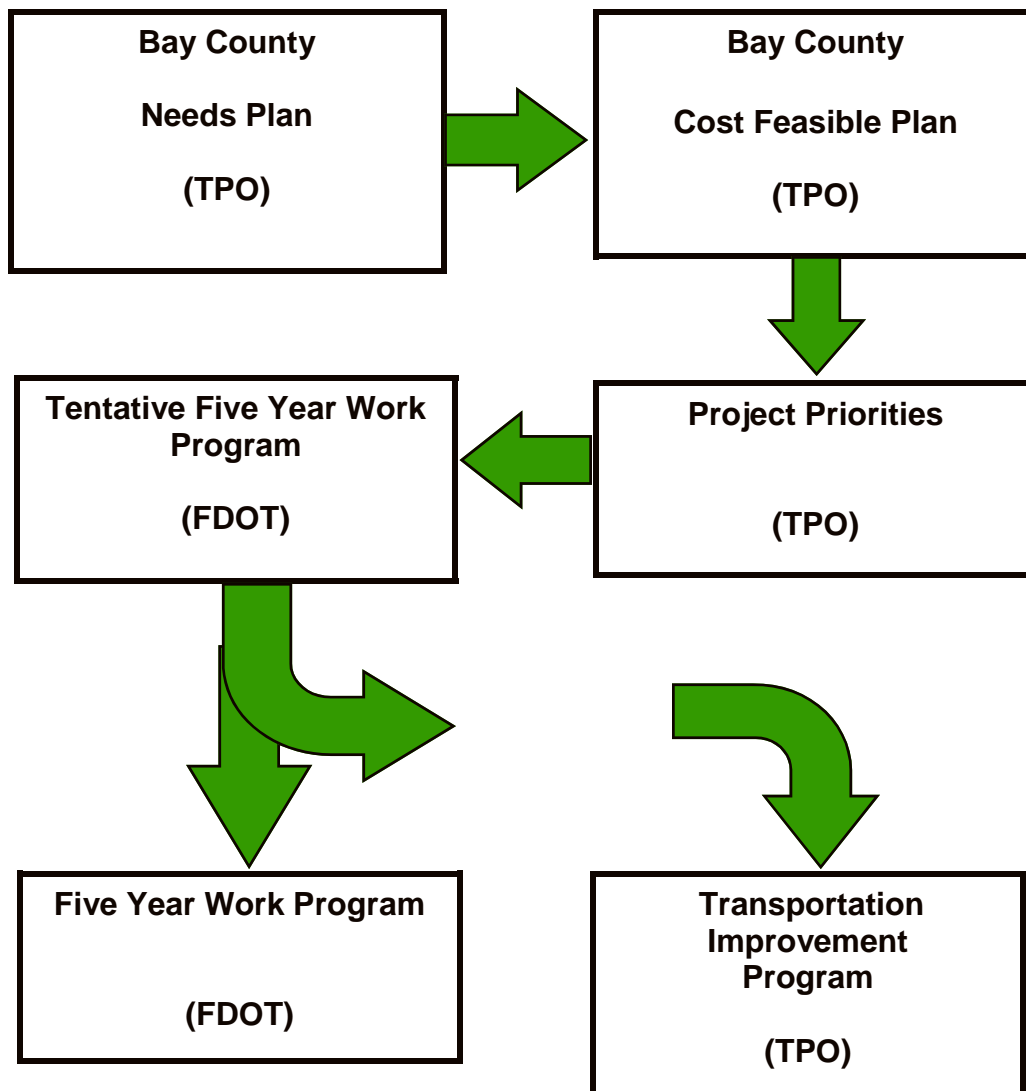 Bay County
Needs Plan
(TPO)
Bay County
Cost Feasible Plan
(TPO)
Tentative Five Year Work
Program
(FDOT)
Project Priorities
(TPO)
Five Year Work Program
(FDOT)
Transportation
Improvement
Program
(TPO)